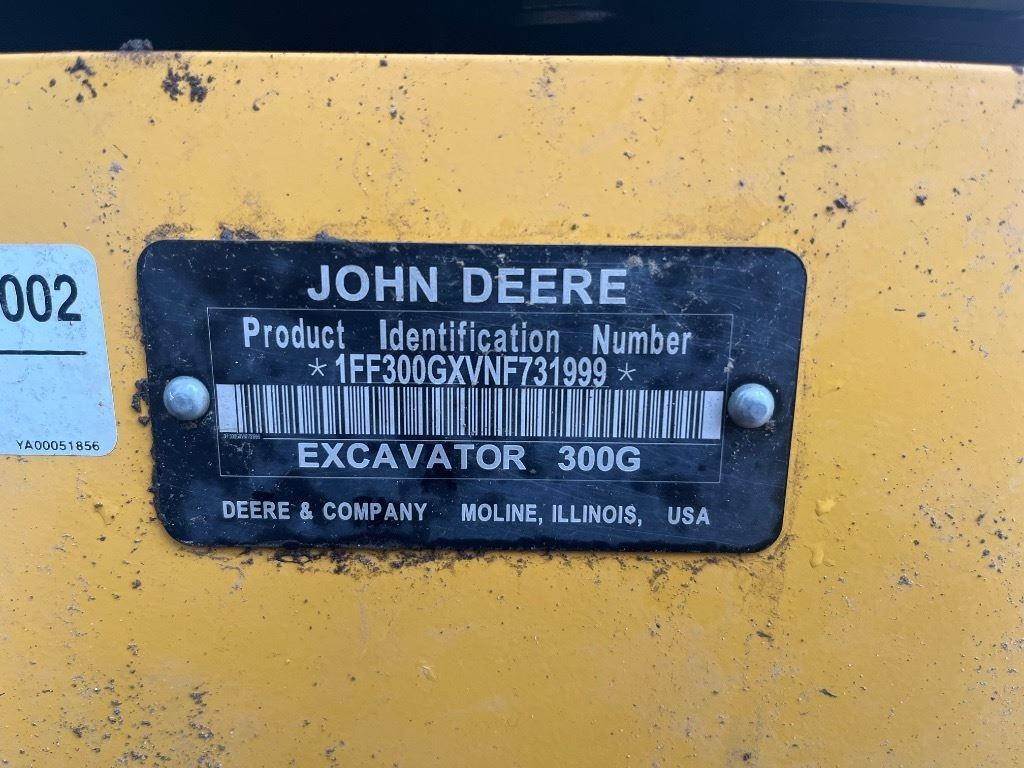 002
YA00051856
JOHN DEERE
Product Identification Number
*1FF300GXVNF731999*
EXCAVATOR 300G
DEERE & COMPANY MOLINE, ILLINOIS, USA